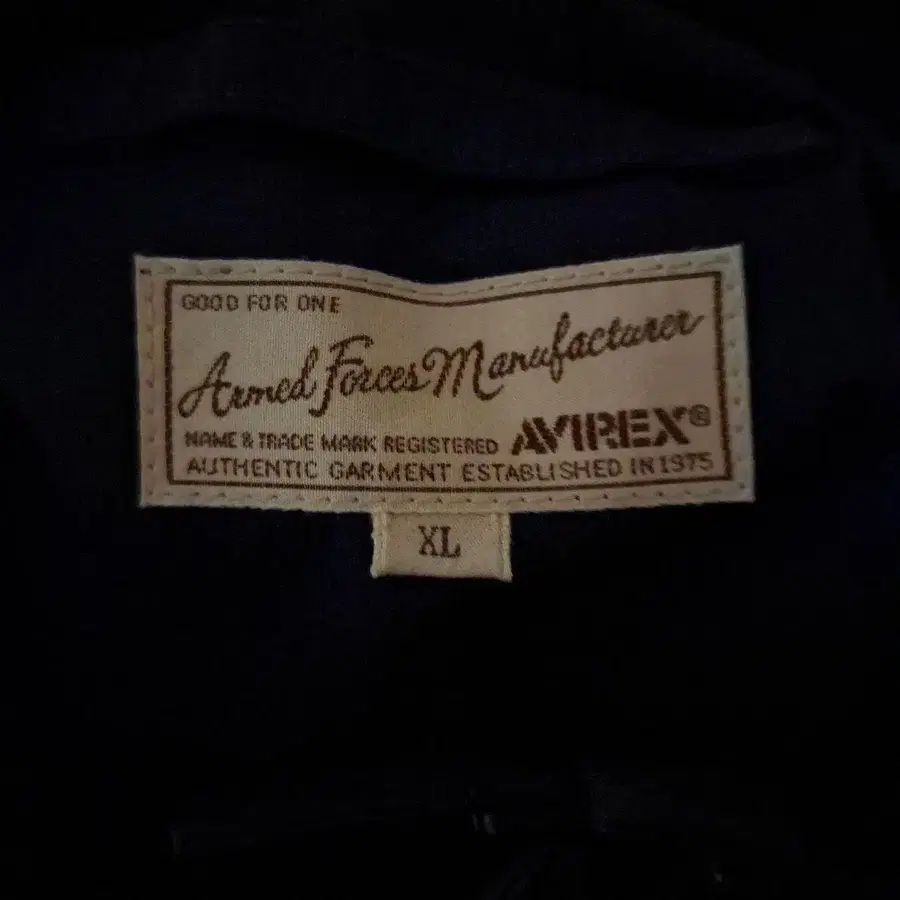 GOOD FOR ONE
Armed Forces Manufacturer
NAME & TRADE MARK REGISTERED AVIREX®
AUTHENTIC GARMENT ESTABLISHED IN 1975
XL